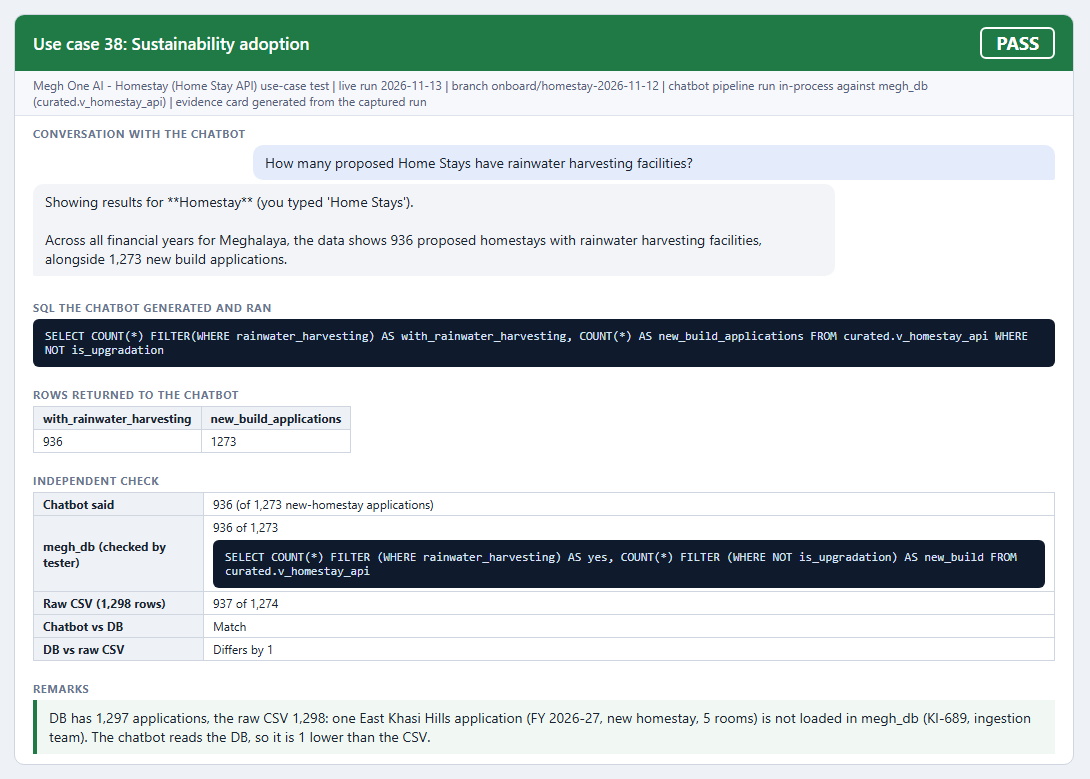 Use case 38: Sustainability adoption
PASS
Megh One AI - Homestay (Home Stay API) use-case test | live run 2026-11-13 | branch onboard/homestay-2026-11-12 | chatbot pipeline run in-process against megh_db
(curated.v_homestay_api) | evidence card generated from the captured run
CONVERSATION WITH THE CHATBOT
How many proposed Home Stays have rainwater harvesting facilities?
Showing results for **Homestay** (you typed 'Home Stays').
Across all financial years for Meghalaya, the data shows 936 proposed homestays with rainwater harvesting facilities,
alongside 1,273 new build applications.
SQL THE CHATBOT GENERATED AND RAN
SELECT COUNT(*) FILTER(WHERE rainwater_harvesting) AS with_rainwater_harvesting, COUNT(*) AS new_build_applications FROM curated.v_homestay_api WHERE
NOT is_upgradation
ROWS RETURNED TO THE CHATBOT
with_rainwater_harvesting new_build_applications
936 1273
INDEPENDENT CHECK
Chatbot said 936 (of 1,273 new-homestay applications)
megh_db (checked by
tester)
936 of 1,273
SELECT COUNT(*) FILTER (WHERE rainwater_harvesting) AS yes, COUNT(*) FILTER (WHERE NOT is_upgradation) AS new_build FROM
curated.v_homestay_api
Raw CSV (1,298 rows) 937 of 1,274
Chatbot vs DB Match
DB vs raw CSV Differs by 1
REMARKS
DB has 1,297 applications, the raw CSV 1,298: one East Khasi Hills application (FY 2026-27, new homestay, 5 rooms) is not loaded in megh_db (KI-689, ingestion
team). The chatbot reads the DB, so it is 1 lower than the CSV.